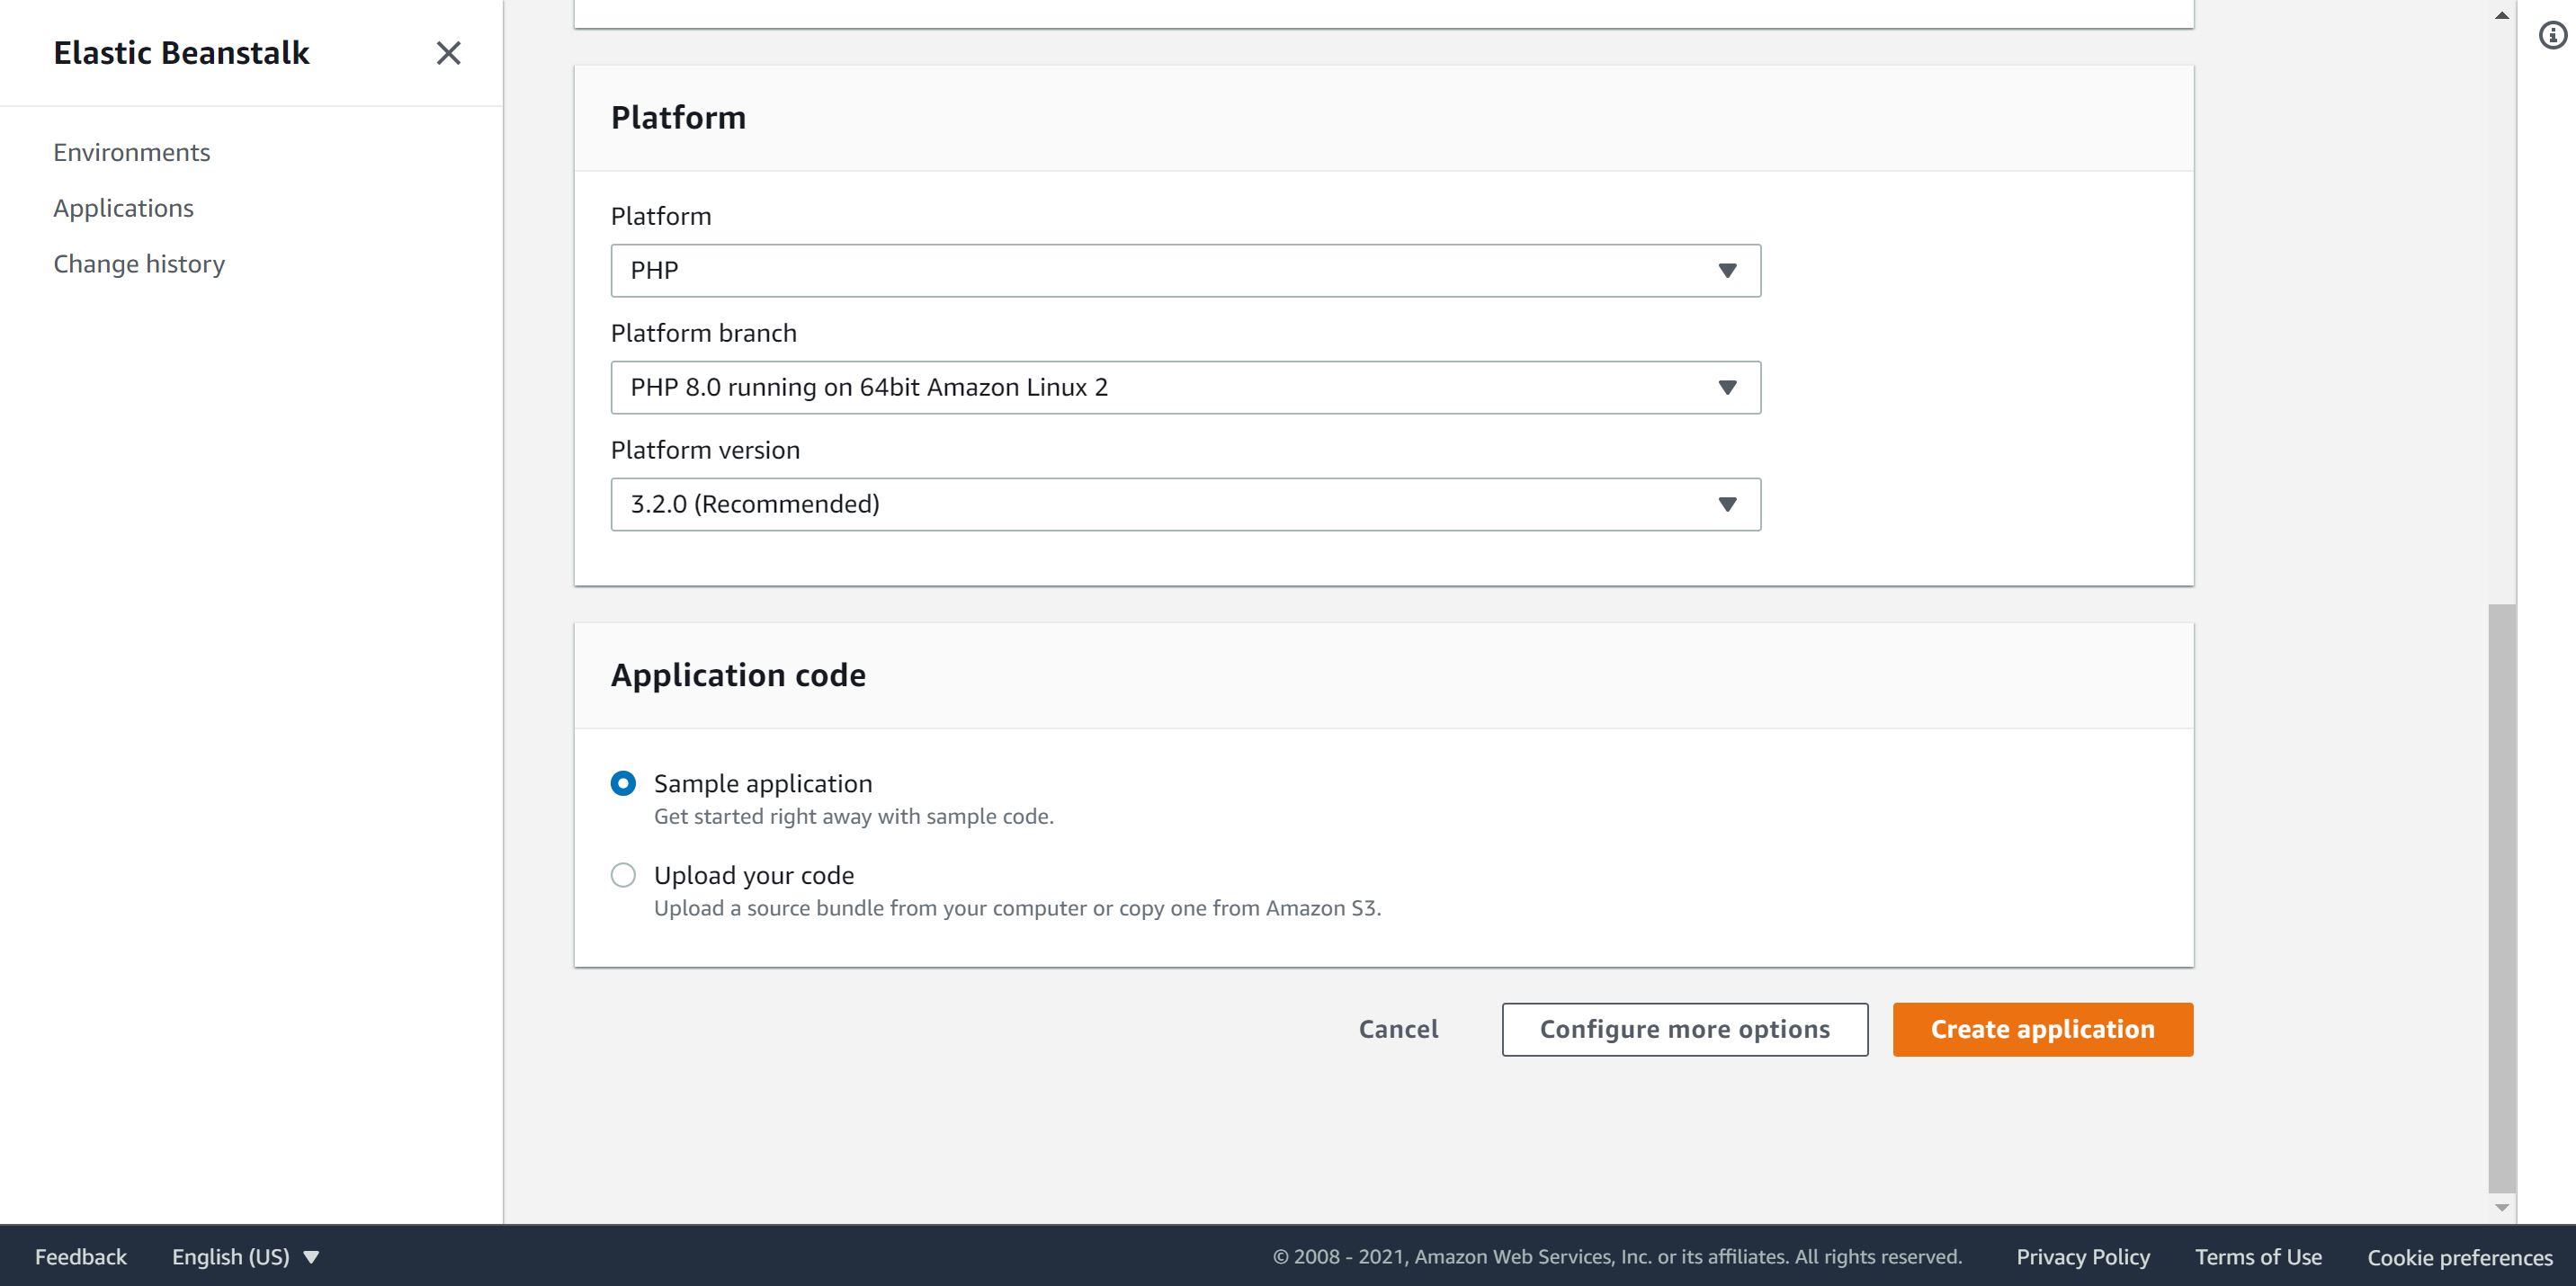 Elastic Beanstalk
Environments
Applications
Change history
Platform
Platform
PHP
Platform branch
PHP 8.0 running on 64bit Amazon Linux 2
Platform version
3.2.0 (Recommended)
Application code
Sample application
Get started right away with sample code.
Upload your code
Upload a source bundle from your computer or copy one from Amazon S3.
Cancel
Configure more options
Create application
Feedback
English (US)
© 2008 - 2021, Amazon Web Services, Inc. or its affiliates. All rights reserved.
Privacy Policy
Terms of Use
Cookie preferences